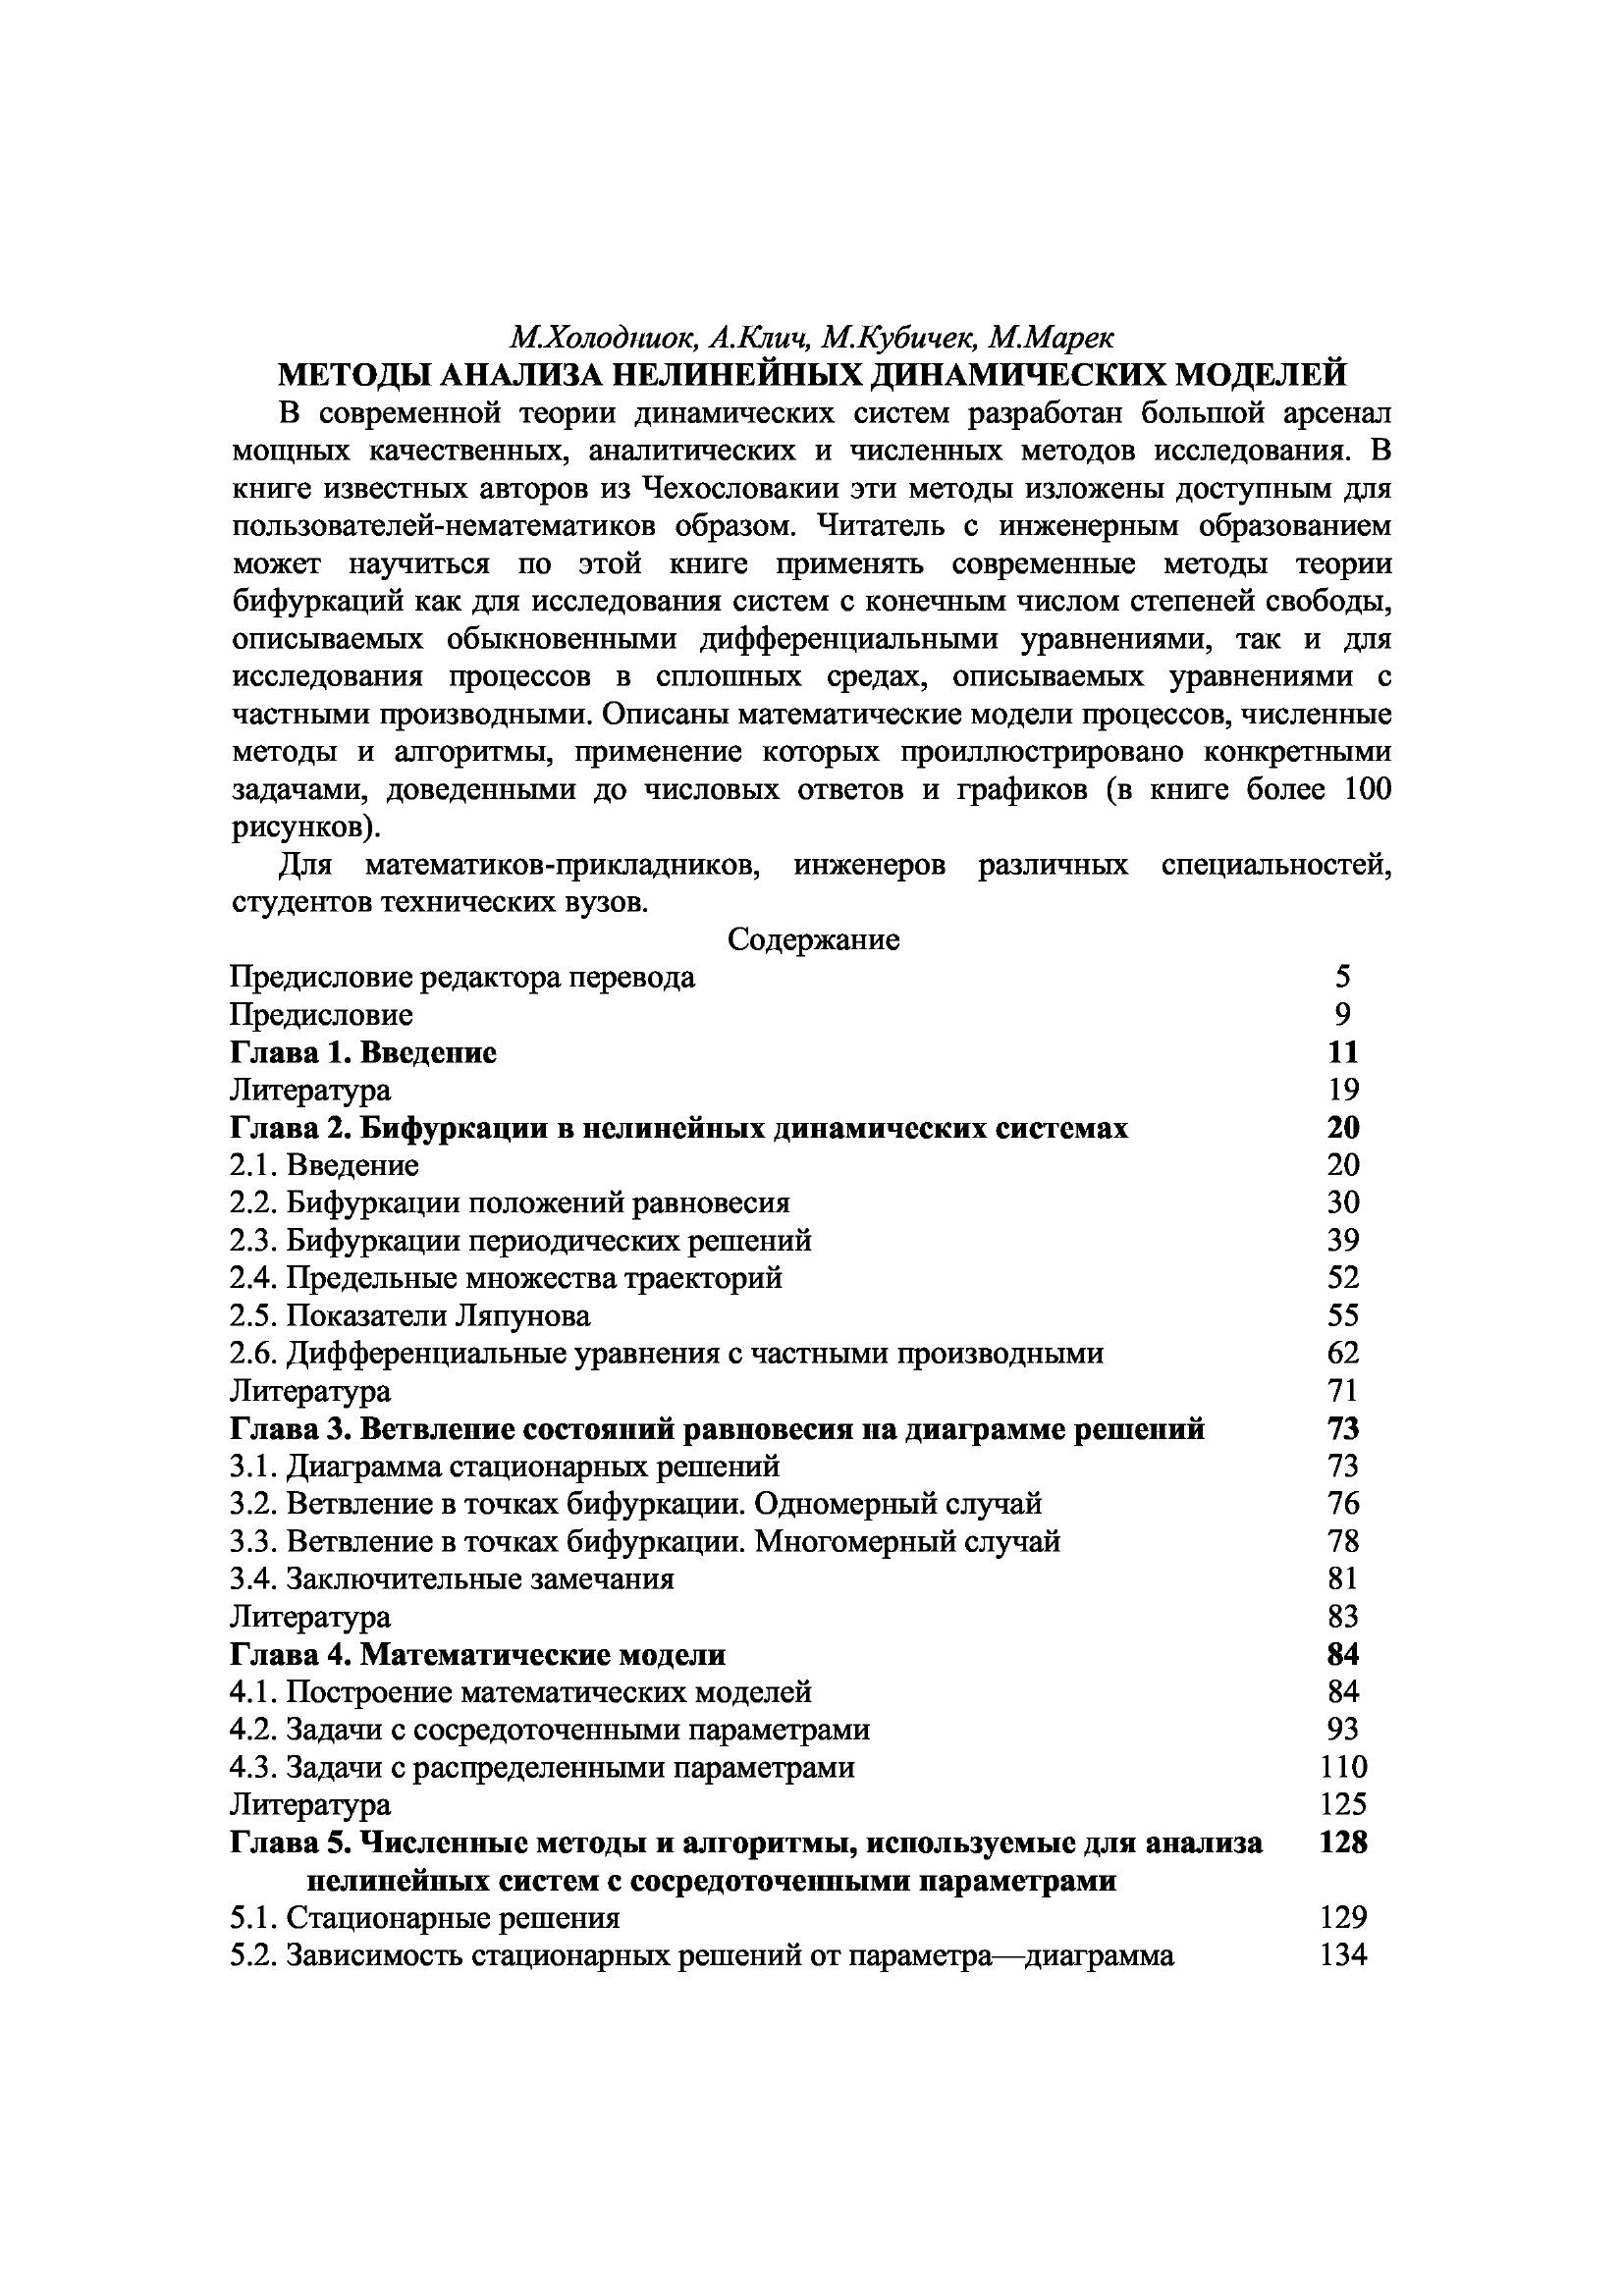 М.Холодниок, А.Клич, М.Кубичек, М.Марек
МЕТОДЫ АНАЛИЗА НЕЛИНЕЙНЫХ ДИНАМИЧЕСКИХ МОДЕЛЕЙ
В современной теории динамических систем разработан большой арсенал
мощных качественных, аналитических и численных методов исследования. В
книге известных авторов из Чехословакии эти методы изложены доступным для
пользователей-нематематиков образом. Читатель с инженерным образованием
может научиться по этой книге применять современные методы теории
бифуркаций как для исследования систем с конечным числом степеней свободы,
описываемых обыкновенными дифференциальными уравнениями, так и для
исследования процессов в сплошных средах, описываемых уравнениями с
частными производными. Описаны математические модели процессов, численные
методы и алгоритмы, применение которых проиллюстрировано конкретными
задачами, доведенными до числовых ответов и графиков (в книге более 100
рисунков).
Для математиков-прикладников, инженеров различных специальностей,
студентов технических вузов.
Содержание
Предисловие редактора перевода 5
Предисловие 9
Глава 1. Введение 11
Литература 19
Глава 2. Бифуркации в нелинейных динамических системах 20
2.1. Введение 20
2.2. Бифуркации положений равновесия 30
2.3. Бифуркации периодических решений 39
2.4. Предельные множества траекторий 52
2.5. Показатели Ляпунова 55
2.6. Дифференциальные уравнения с частными производными 62
Литература 71
Глава 3. Ветвление состояний равновесия на диаграмме решений 73
3.1. Диаграмма стационарных решений 73
3.2. Ветвление в точках бифуркации. Одномерный случай 76
3.3. Ветвление в точках бифуркации. Многомерный случай 78
3.4. Заключительные замечания 81
Литература 83
Глава 4. Математические модели 84
4.1. Построение математических моделей 84
4.2. Задачи с сосредоточенными параметрами 93
4.3. Задачи с распределенными параметрами 110
Литература 125
Глава 5. Численные методы и алгоритмы, используемые для анализа 128
нелинейных систем с сосредоточенными параметрами
5.1. Стационарные решения 129
5.2. Зависимость стационарных решений от параметра—диаграмма 134